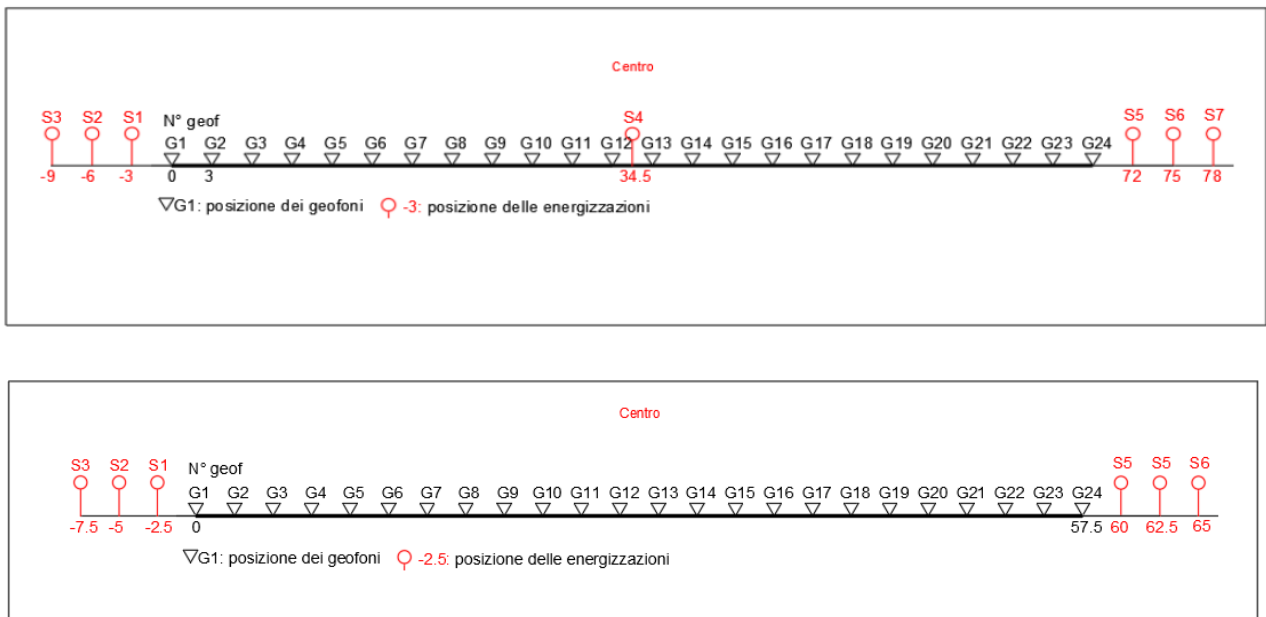 Centro
S3 S2 S1 S4 S5 S6 S7
N° geof
G1 G2 G3 G4 G5 G6 G7 G8 G9 G10 G11 G12 G13 G14 G15 G16 G17 G18 G19 G20 G21 G22 G23 G24
-9 -6 -3 0 3 34.5 72 75 78
G1: posizione dei geofoni -3: posizione delle energizzazioni
Centro
S3 S2 S1 S5 S5 S6
N° geof
G1 G2 G3 G4 G5 G6 G7 G8 G9 G10 G11 G12 G13 G14 G15 G16 G17 G18 G19 G20 G21 G22 G23 G24
-7.5 -5 -2.5 0 57.5 60 62.5 65
G1: posizione dei geofoni -2.5: posizione delle energizzazioni